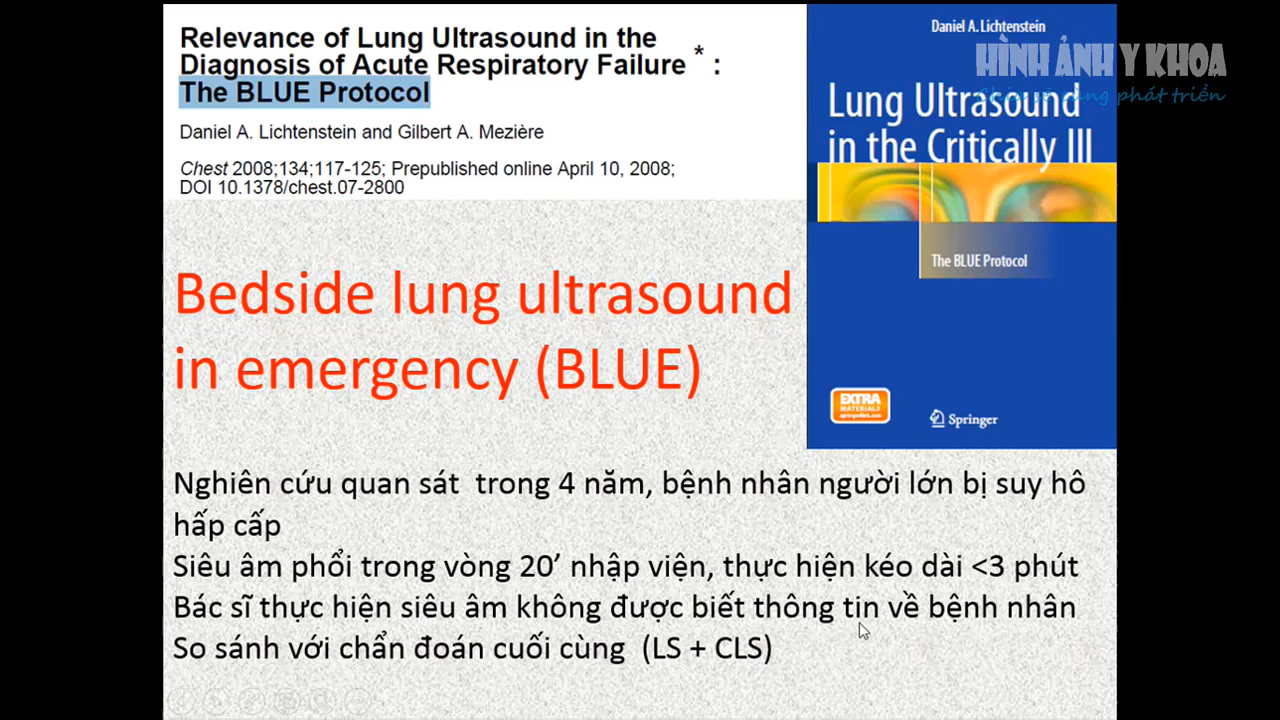 Relevance of Lung Ultrasound in the
Diagnosis of Acute Respiratory Failure * :
The BLUE Protocol
Daniel A. Lichtenstein and Gilbert A. Mezière
Chest 2008;134;117-125; Prepublished online April 10, 2008;
DOI 10.1378/chest.07-2800
Daniel A. Lichtenstein
HÌNH ẢNH Y KHOA
phát triển
Lung Ultrasound
in the Critically Ill
The BLUE Protocol
EXTRA
MATERIALS
Springer
Bedside lung ultrasound
in emergency (BLUE)
Nghiên cứu quan sát trong 4 năm, bệnh nhân người lớn bị suy hô
hấp cấp
Siêu âm phổi trong vòng 20’ nhập viện, thực hiện kéo dài <3 phút
Bác sĩ thực hiện siêu âm không được biết thông tin về bệnh nhân
So sánh với chẩn đoán cuối cùng (LS + CLS)